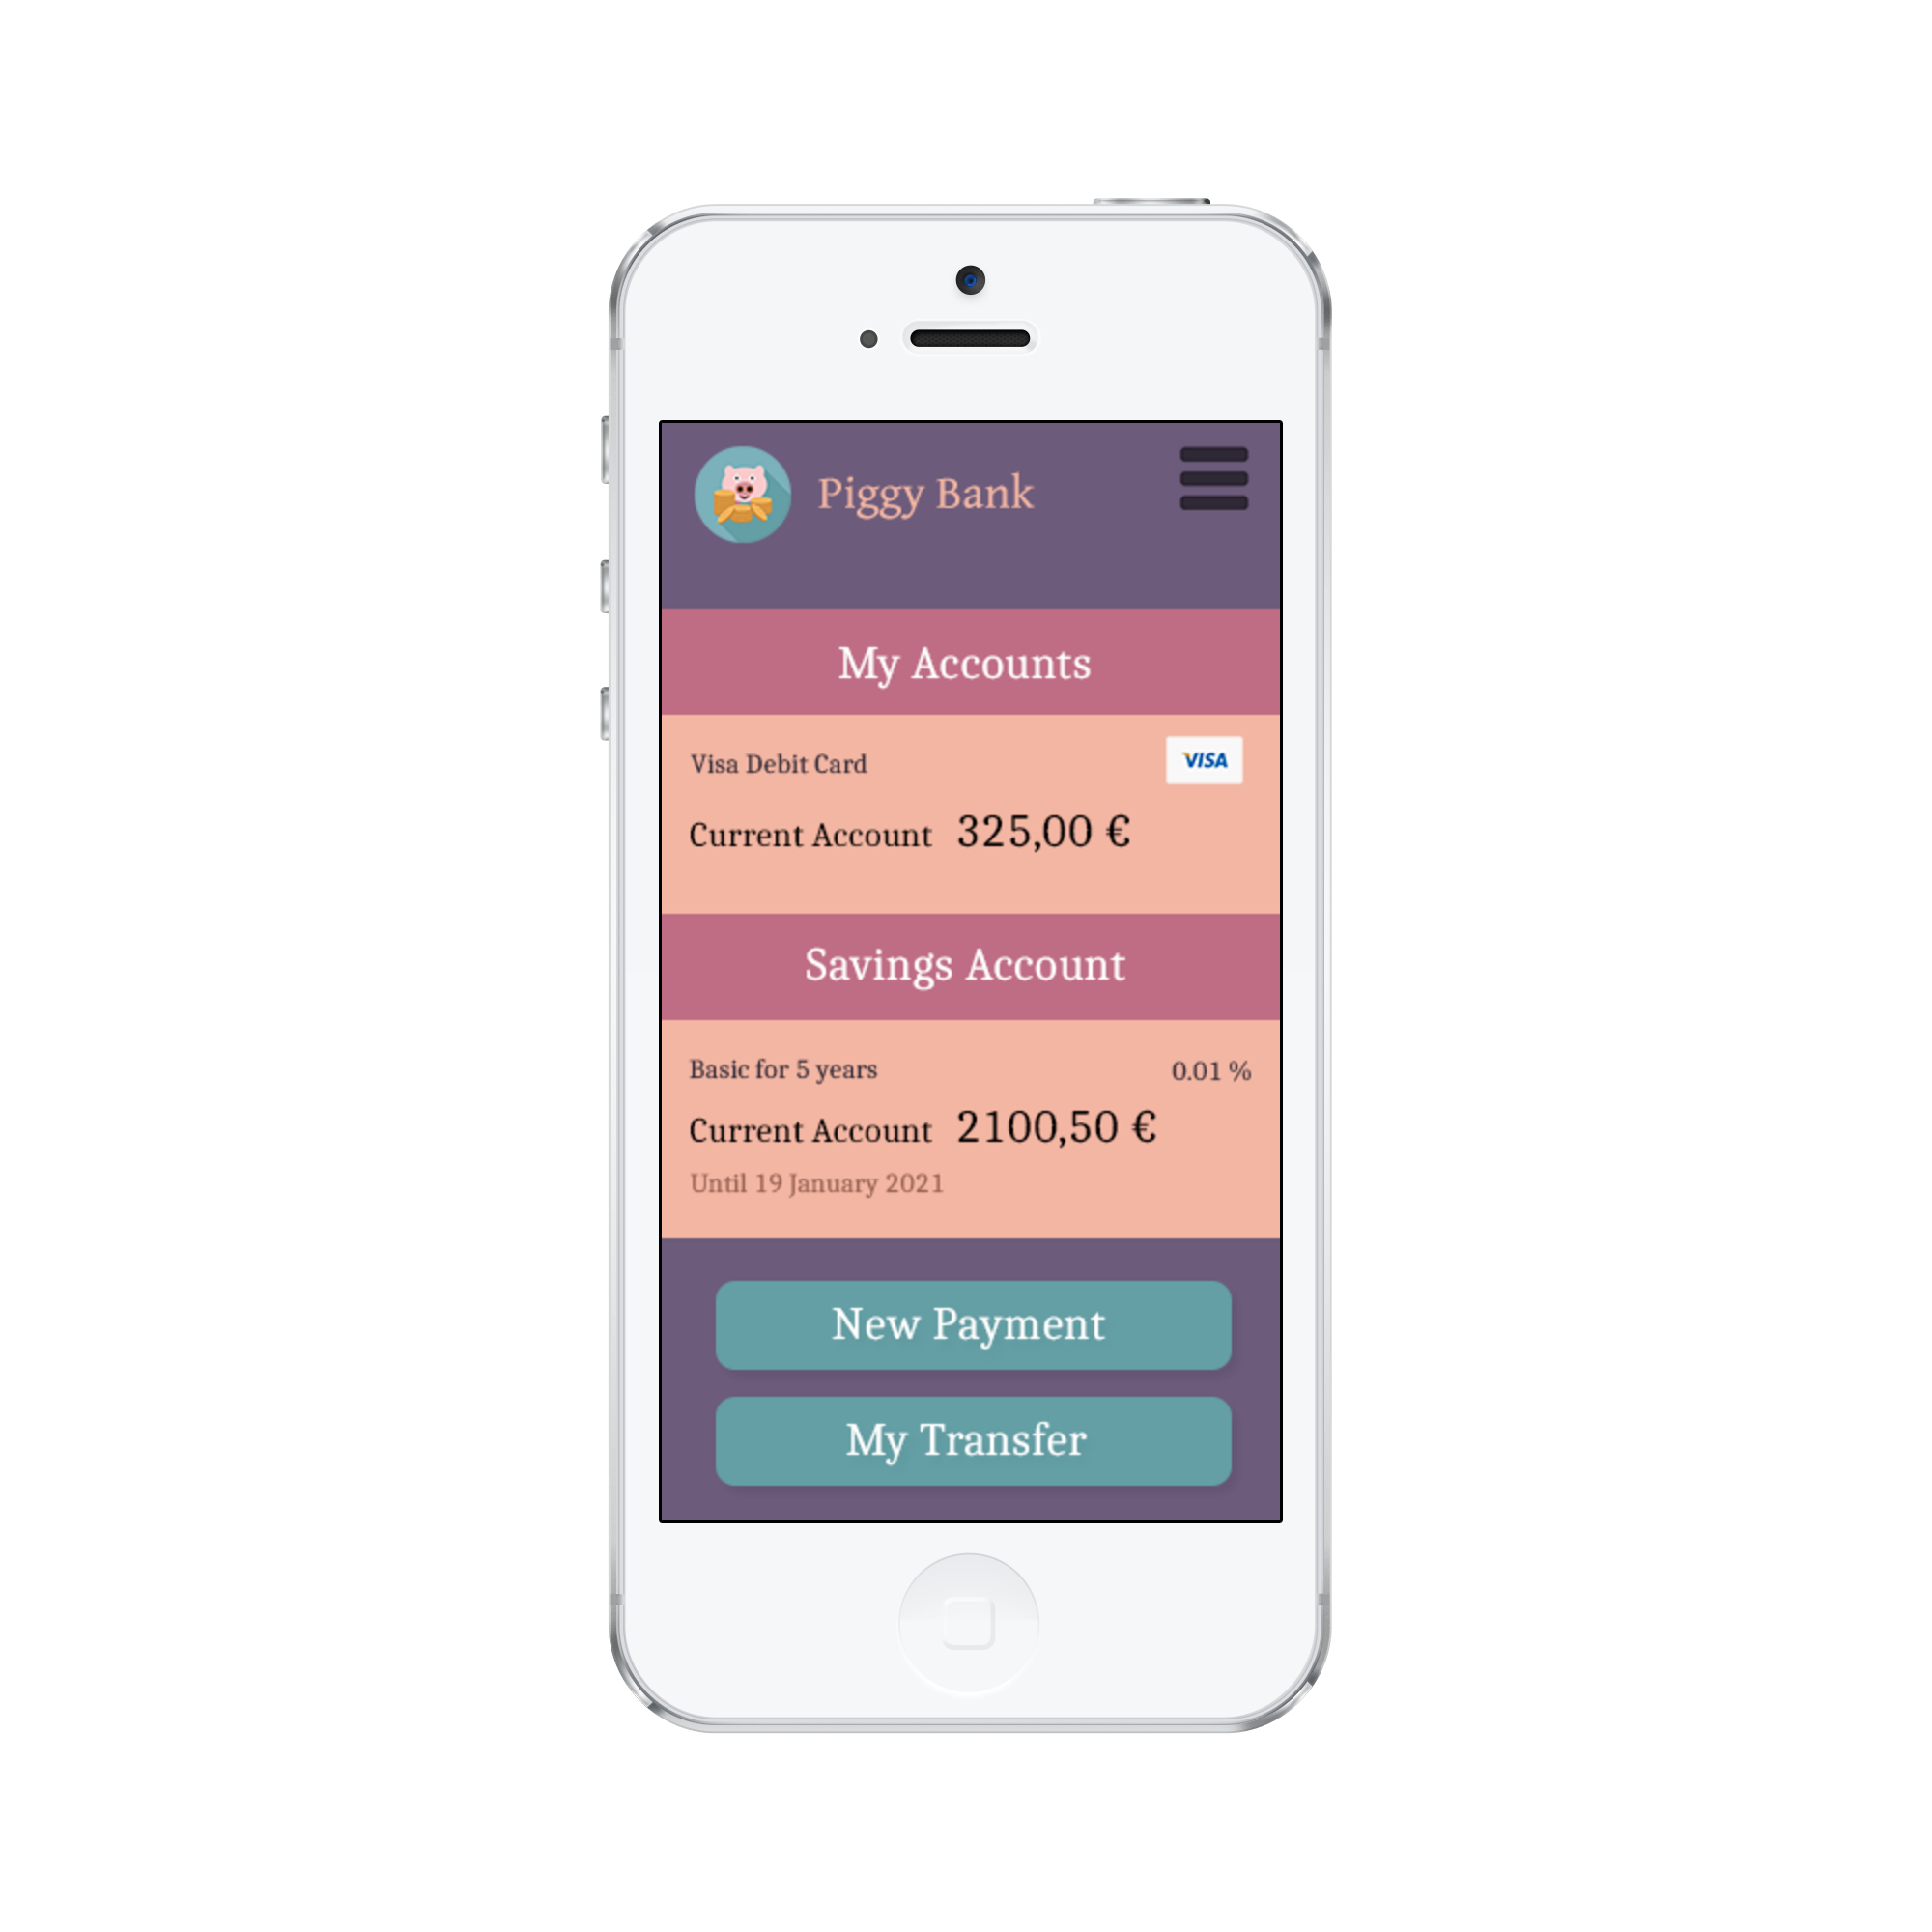 Piggy Bank
My Accounts
Visa Debit Card VISA
Current Account 325,00 €
Savings Account
Basic for 5 years 0.01 %
Current Account 2100,50 €
Until 19 January 2021
New Payment
My Transfer